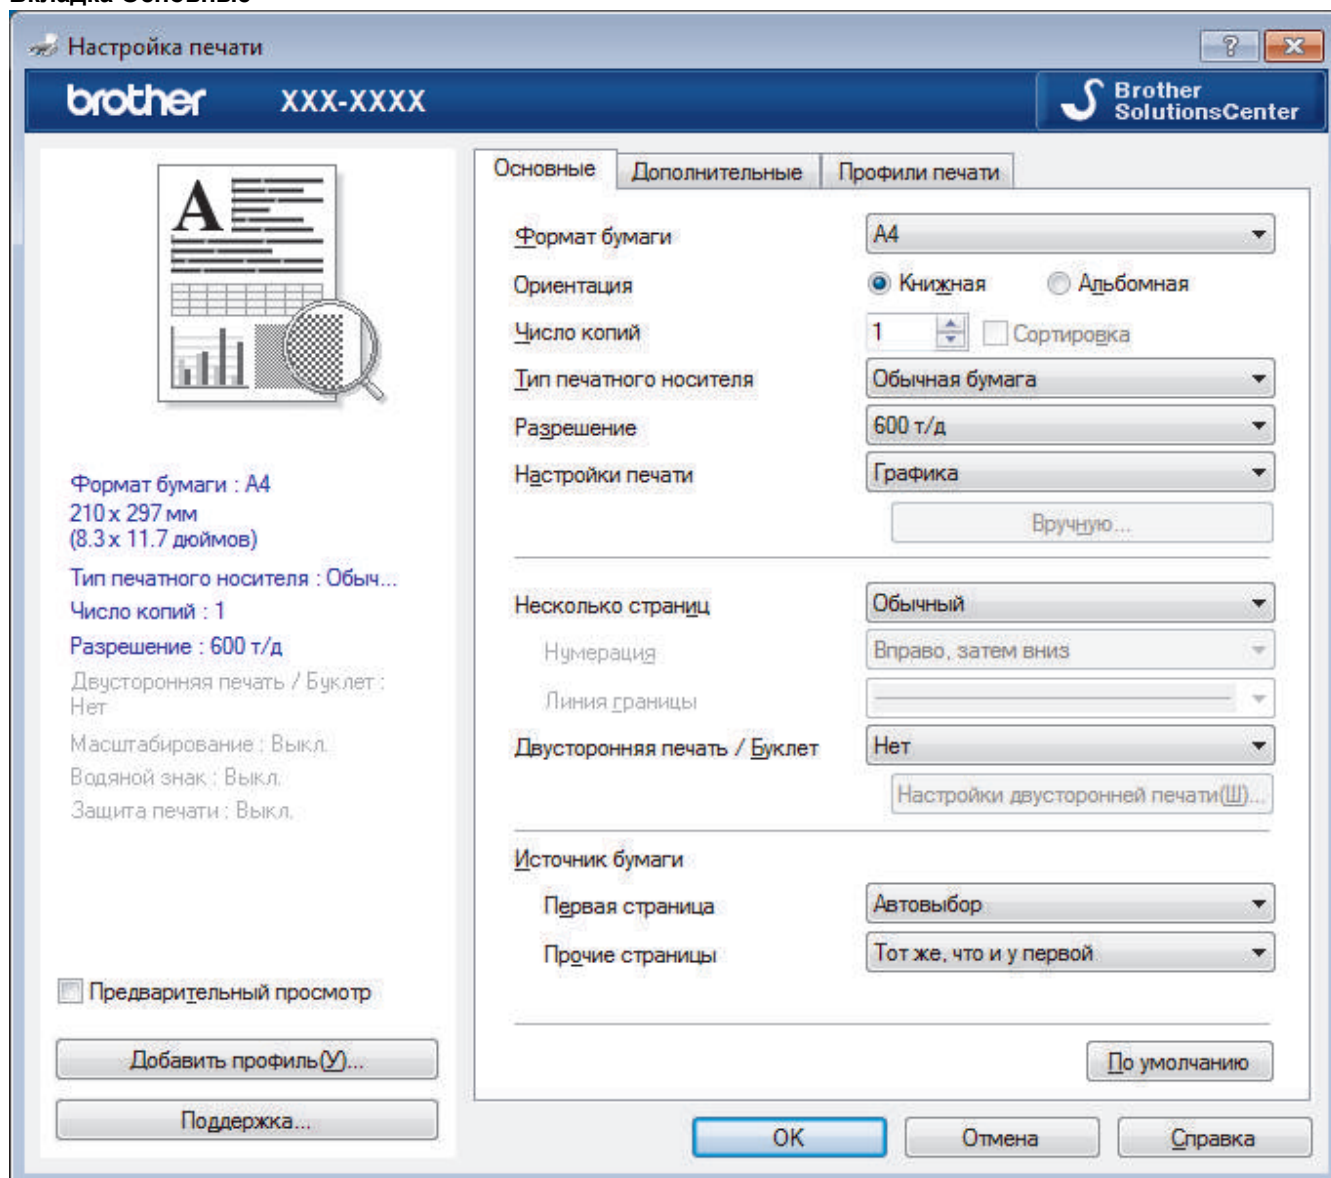 Вкладка Основные
Настройка печати
brother XXX-XXXX
Brother
SolutionsCenter
A
Формат бумаги : A4
210 x 297 мм
(8.3 x 11.7 дюймов)
Тип печатного носителя : Обыч...
Число копий : 1
Разрешение : 600 т/д
Двусторонняя печать / Буклет :
Нет
Масштабирование : Выкл.
Водяной знак : Выкл.
Защита печати : Выкл.
Предварительный просмотр
Добавить профиль(У)...
Поддержка...
Основные Дополнительные Профили печати
Формат бумаги A4
Ориентация Книжная Альбомная
Число копий 1 Сортировка
Тип печатного носителя Обычная бумага
Разрешение 600 т/д
Настройки печати Графика
Вручную...
Несколько страниц Обычный
Нумерация Вправо, затем вниз
Линия границы
Двусторонняя печать / Буклет Нет
Настройки двусторонней печати(Ш)...
Источник бумаги
Первая страница Автовыбор
Прочие страницы Тот же, что и у первой
По умолчанию
OK Отмена Справка